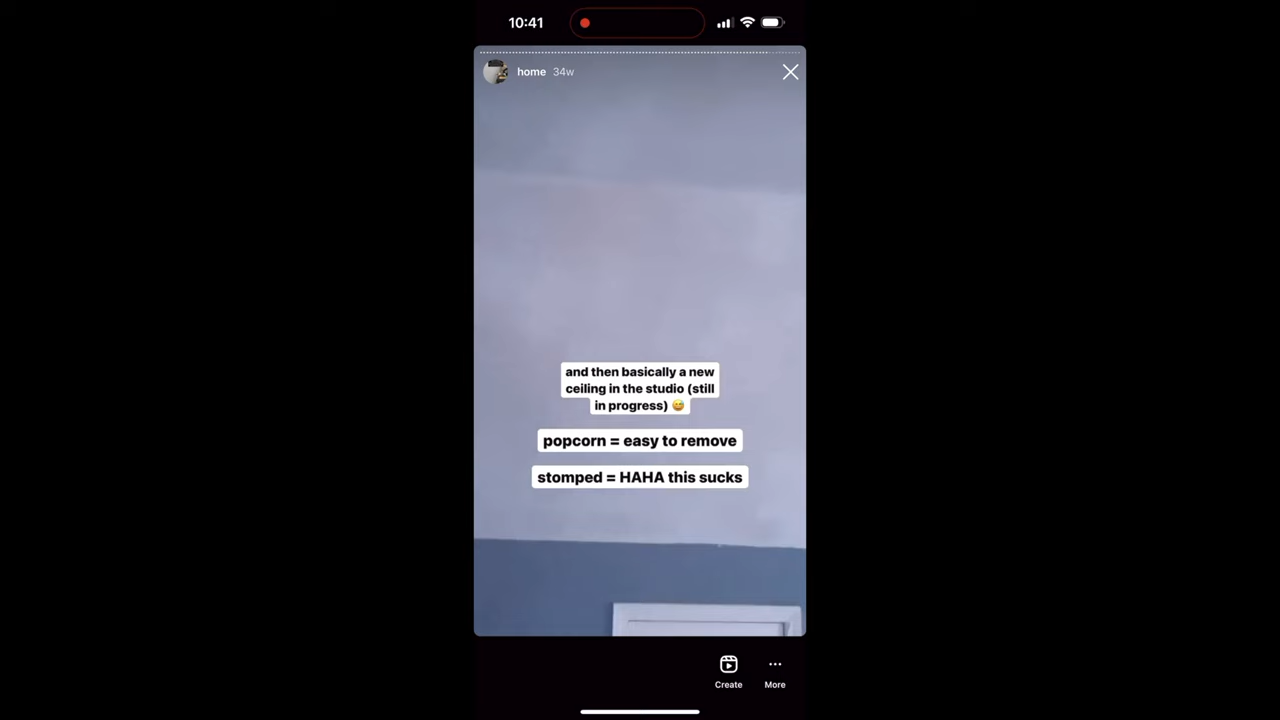 10:41
home 34w
and then basically a new
ceiling in the studio (still
in progress) 😅
popcorn = easy to remove
stomped = HAHA this sucks
Create
More